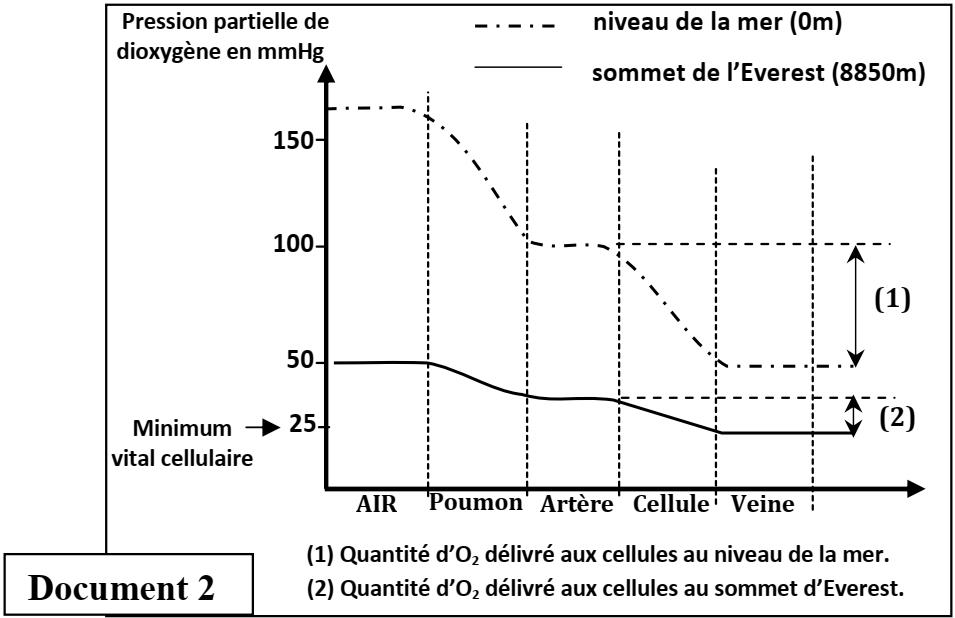 Pression partielle de
dioxygène en mmHg
niveau de la mer (0m)
sommet de l'Everest (8850m)
150
100
50
25
Minimum
vital cellulaire
(1)
(2)
AIR Poumon Artère Cellule Veine
(1) Quantité d'O₂ délivré aux cellules au niveau de la mer.
(2) Quantité d'O₂ délivré aux cellules au sommet d'Everest.
Document 2